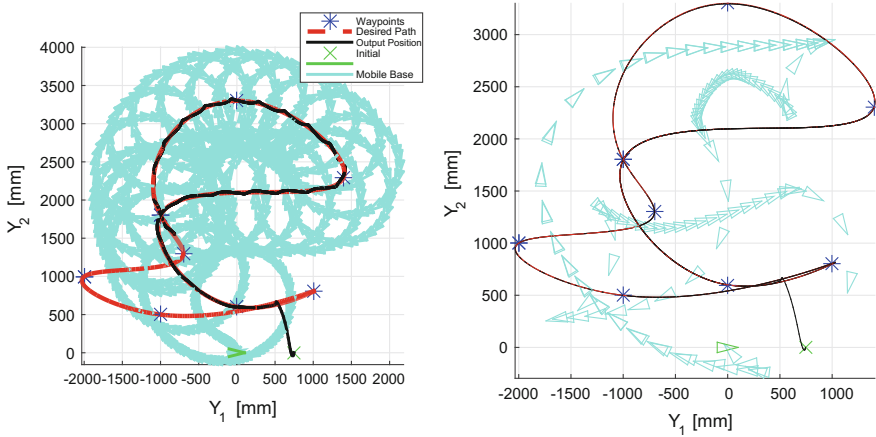 Waypoints
Desired Path
Output Position
Initial
Mobile Base
4000
3500
3000
2500
2000
1500
1000
500
0
Y2 [mm]
-2000 -1500 -1000 -500 0 500 1000 1500 2000
Y1 [mm]
3000
2500
2000
1500
1000
500
0
Y2 [mm]
-2000 -1500 -1000 -500 0 500 1000
Y1 [mm]